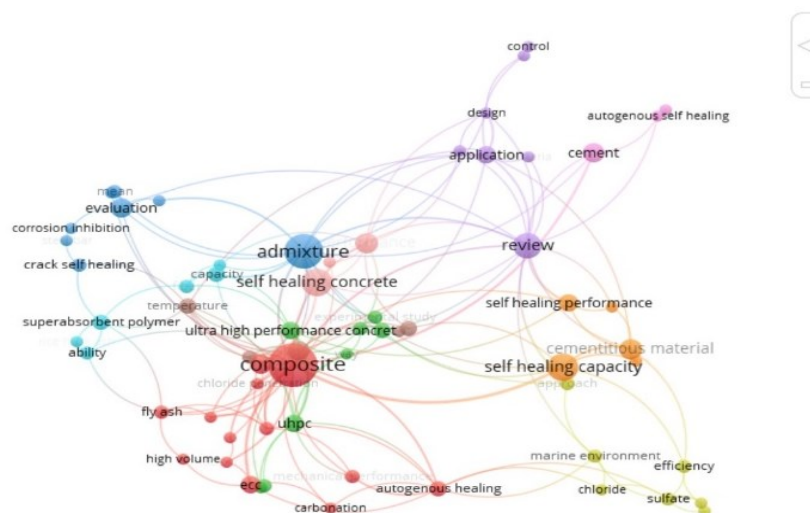 control
design
autogenous self healing
application
cement
mean
evaluation
corrosion inhibition
admixture
review
crack self healing
capacity
self healing concrete
temperature
self healing performance
superabsorbent polymer
experimental study
ultra high performance concret
cementitious material
ability
composite
self healing capacity
approach
fly ash
uhpc
high volume
marine environment
efficiency
mechanical performance
ecc
autogenous healing
chloride
sulfate
carbonation